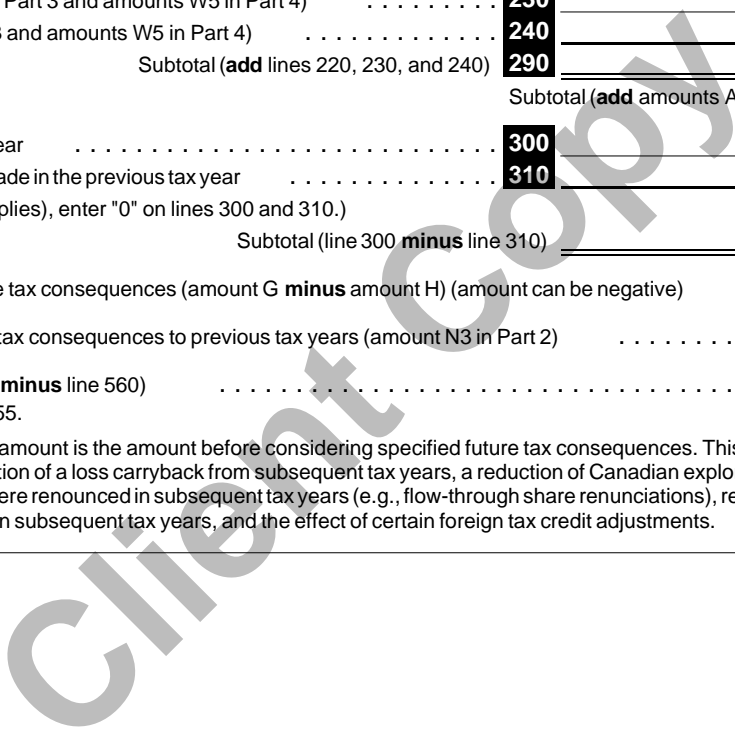 Part 3 and amounts W5 in Part 4) . . . . . . . . . 230
and amounts W5 in Part 4) . . . . . . . . . . . . . 240
Subtotal (add lines 220, 230, and 240) 290
Subtotal (add amounts A
ear . . . . . . . . . . . . . . . . . . . . . . . . . . . . 300
ade in the previous tax year . . . . . . . . . . . . . . 310
plies), enter "0" on lines 300 and 310.)
Subtotal (line 300 minus line 310)
e tax consequences (amount G minus amount H) (amount can be negative)
tax consequences to previous tax years (amount N3 in Part 2) . . . . . . . .
minus line 560) . . . . . . . . . . . . . . . . . . . . . . . . . . . . . . . . . .
55.
amount is the amount before considering specified future tax consequences. This
tion of a loss carryback from subsequent tax years, a reduction of Canadian explo
ere renounced in subsequent tax years (e.g., flow-through share renunciations), re
n subsequent tax years, and the effect of certain foreign tax credit adjustments.
Client Copy